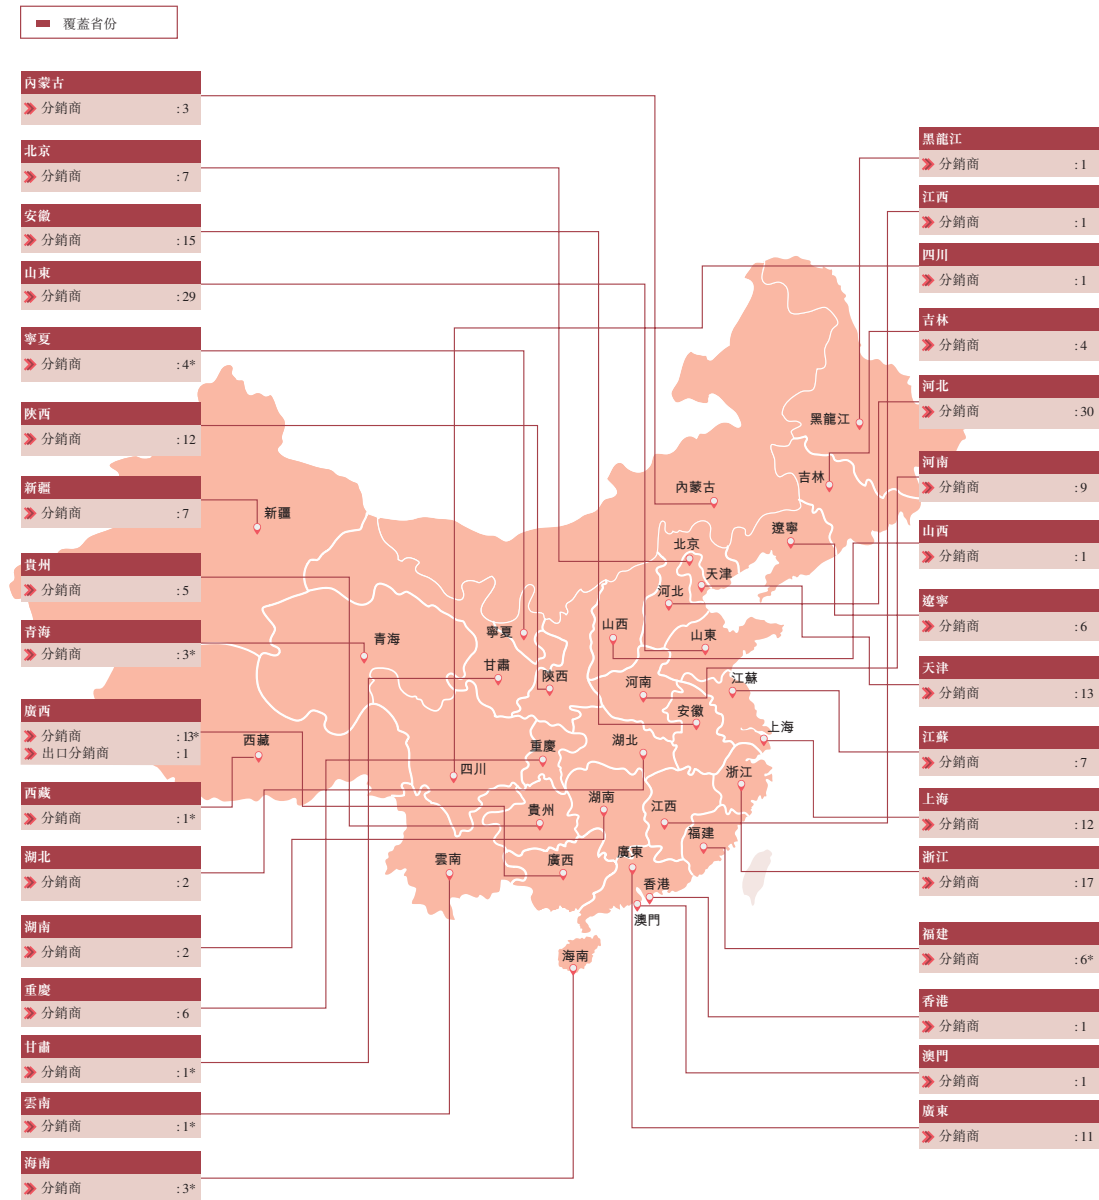 覆蓋省份
內蒙古
分銷商 : 3
北京
分銷商 : 7
安徽
分銷商 : 15
山東
分銷商 : 29
寧夏
分銷商 : 4*
陝西
分銷商 : 12
新疆
分銷商 : 7
貴州
分銷商 : 5
青海
分銷商 : 3*
廣西
分銷商 : 13*
出口分銷商 : 1
西藏
分銷商 : 1*
湖北
分銷商 : 2
湖南
分銷商 : 2
重慶
分銷商 : 6
甘肅
分銷商 : 1*
雲南
分銷商 : 1*
海南
分銷商 : 3*
黑龍江
吉林
內蒙古
新疆
遼寧
北京
天津
河北
寧夏
山西
山東
青海
甘肅
陝西
河南
江蘇
安徽
上海
西藏
重慶
湖北
四川
浙江
湖南
貴州
江西
福建
雲南
廣西
廣東
香港
澳門
海南
黑龍江
分銷商 : 1
江西
分銷商 : 1
四川
分銷商 : 1
吉林
分銷商 : 4
河北
分銷商 : 30
河南
分銷商 : 9
山西
分銷商 : 1
遼寧
分銷商 : 6
天津
分銷商 : 13
江蘇
分銷商 : 7
上海
分銷商 : 12
浙江
分銷商 : 17
福建
分銷商 : 6*
香港
分銷商 : 1
澳門
分銷商 : 1
廣東
分銷商 : 11